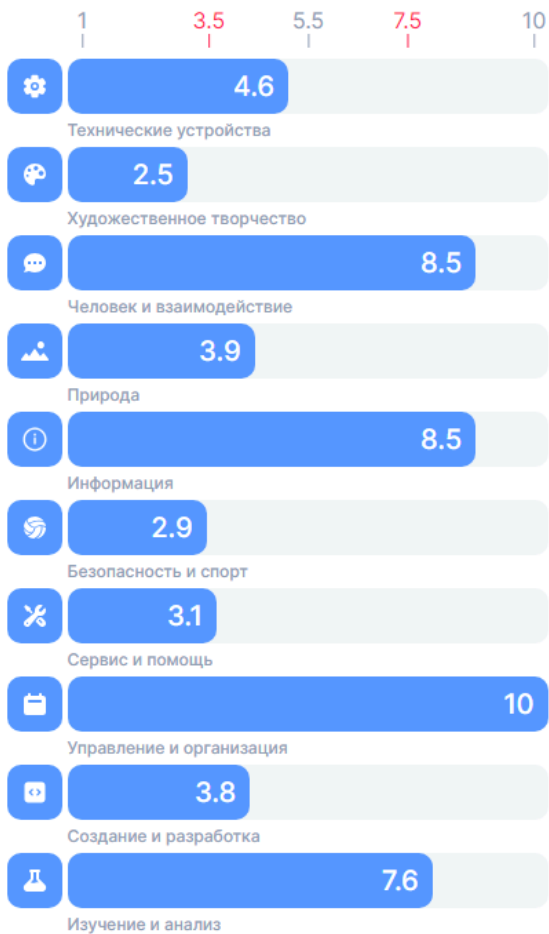 1 3.5 5.5 7.5 10
4.6
Технические устройства
2.5
Художественное творчество
8.5
Человек и взаимодействие
3.9
Природа
8.5
Информация
2.9
Безопасность и спорт
3.1
Сервис и помощь
10
Управление и организация
3.8
Создание и разработка
7.6
Изучение и анализ